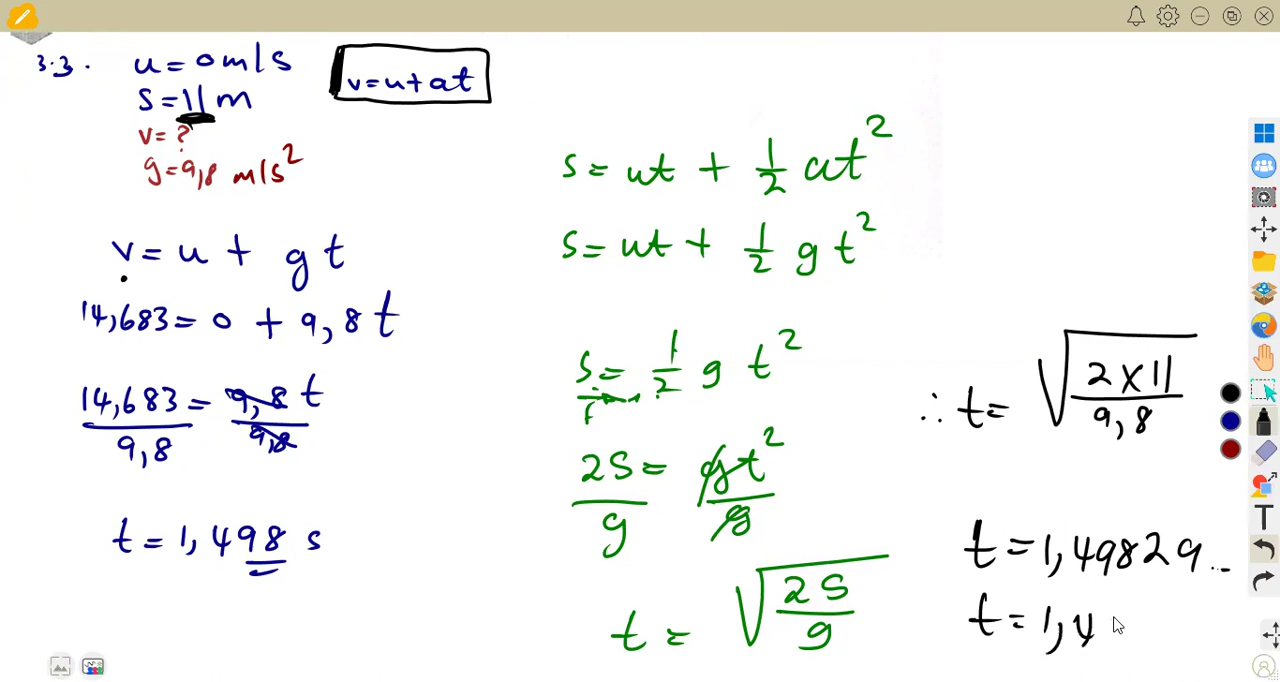 3.3.
u = 0 m/s
v = u + at
s = 11 m
v = ?
g = 9,8 m/s²
v = u + gt
14,683 = 0 + 9,8 t
14,683 = 9,8 t
9,8 9,8
t = 1,498 s
s = ut + 1/2 at²
s = ut + 1/2 gt²
s = 1/2 g t²
2s = gt²
g g
t = √2s/g
∴ t = √2×11/9,8
t = 1,49829...
t = 1,4
T